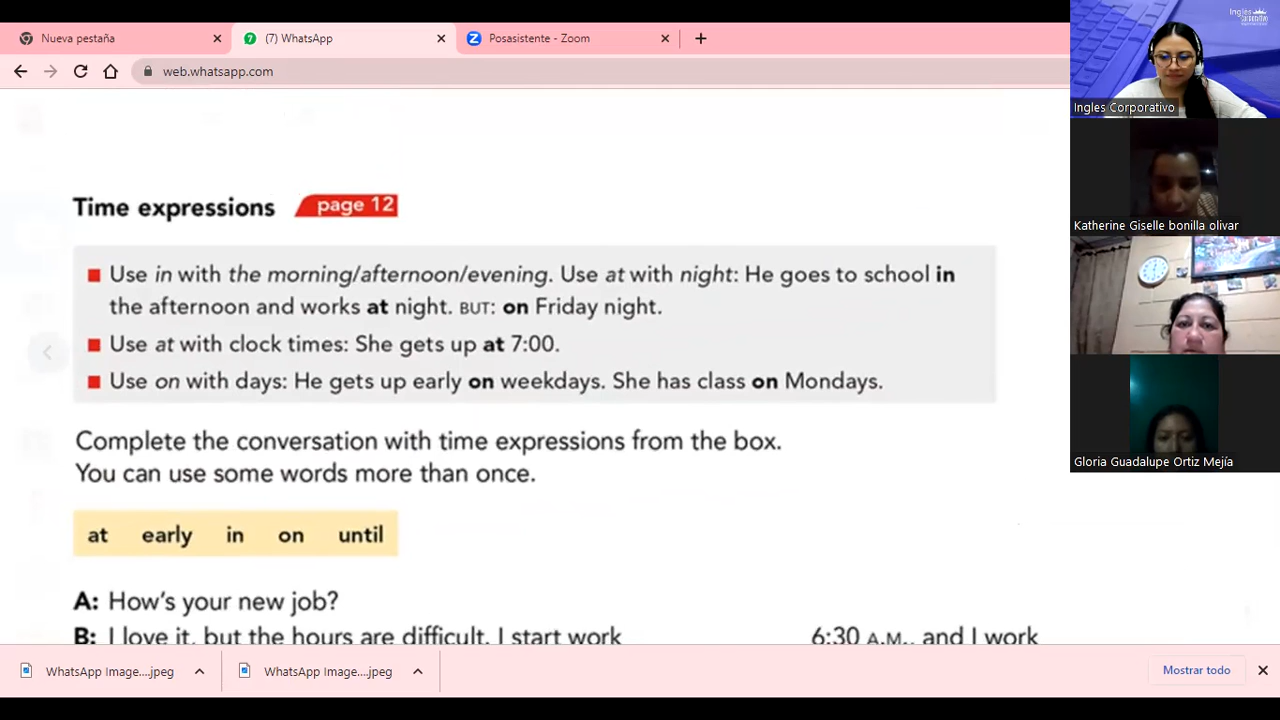 Nueva pestaña
(7) WhatsApp
Posasistente - Zoom
web.whatsapp.com
Ingles Corporativo
Katherine Giselle bonilla olivar
Gloria Guadalupe Ortiz Mejía
Time expressions page 12
Use in with the morning/afternoon/evening. Use at with night: He goes to school in
the afternoon and works at night. BUT: on Friday night.
Use at with clock times: She gets up at 7:00.
Use on with days: He gets up early on weekdays. She has class on Mondays.
Complete the conversation with time expressions from the box.
You can use some words more than once.
at early in on until
A: How's your new job?
B: I love it, but the hours are difficult. I start work 6:30 A.M., and I work
WhatsApp Image....jpeg
WhatsApp Image....jpeg
Mostrar todo